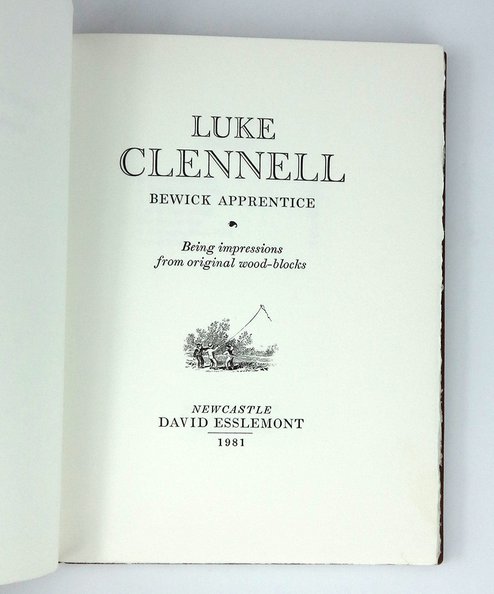 LUKE
CLENNELL
BEWICK APPRENTICE
Being impressions
from original wood-blocks
NEWCASTLE
DAVID ESSLEMONT
1981